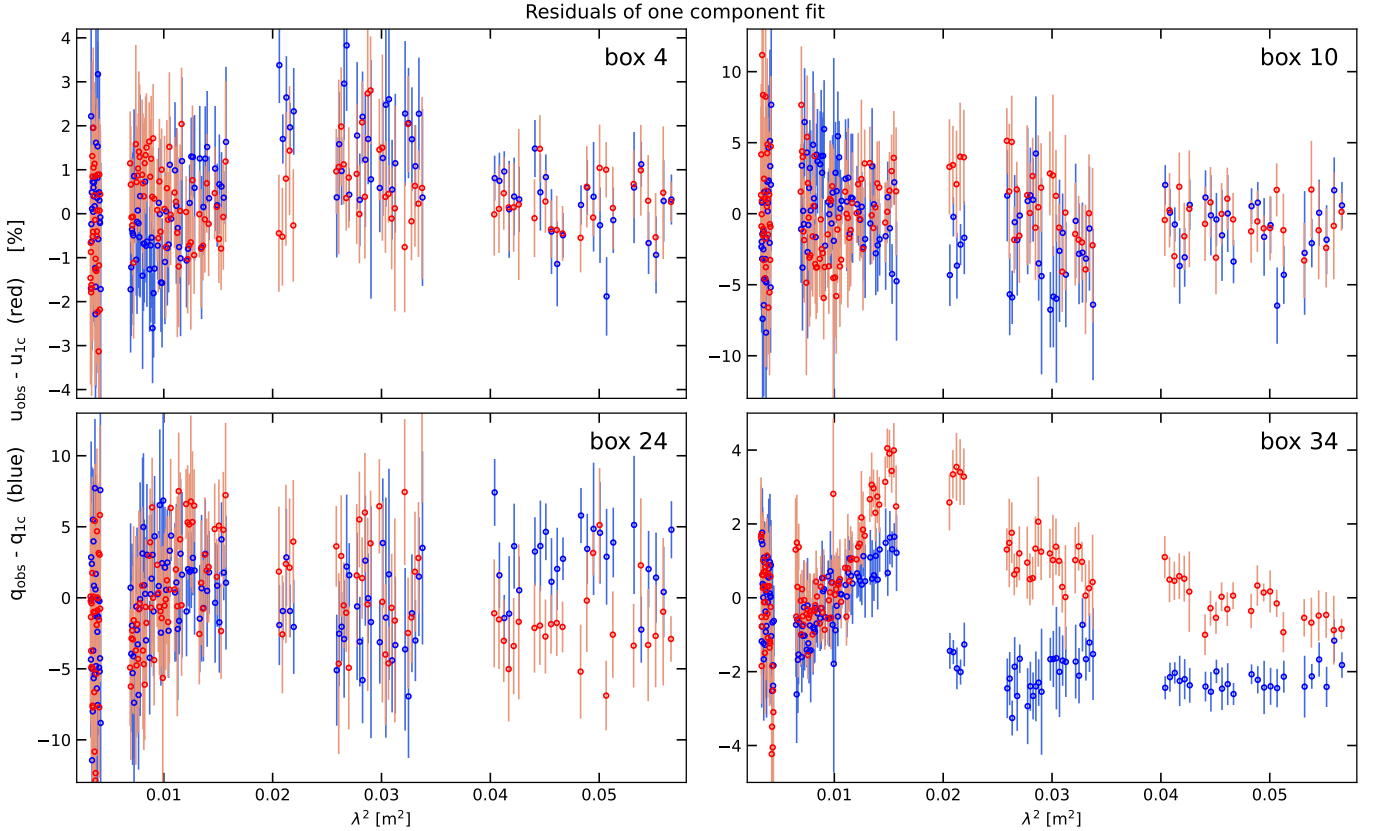 Residuals of one component fit
box 4
box 10
4
3
2
1
0
−1
−2
−3
−4
10
5
0
−5
−10
q_obs - q_1c (blue) u_obs - u_1c (red) [%]
box 24
box 34
10
5
0
−5
−10
4
2
0
−2
−4
0.01 0.02 0.03 0.04 0.05
0.01 0.02 0.03 0.04 0.05
λ² [m²]
λ² [m²]